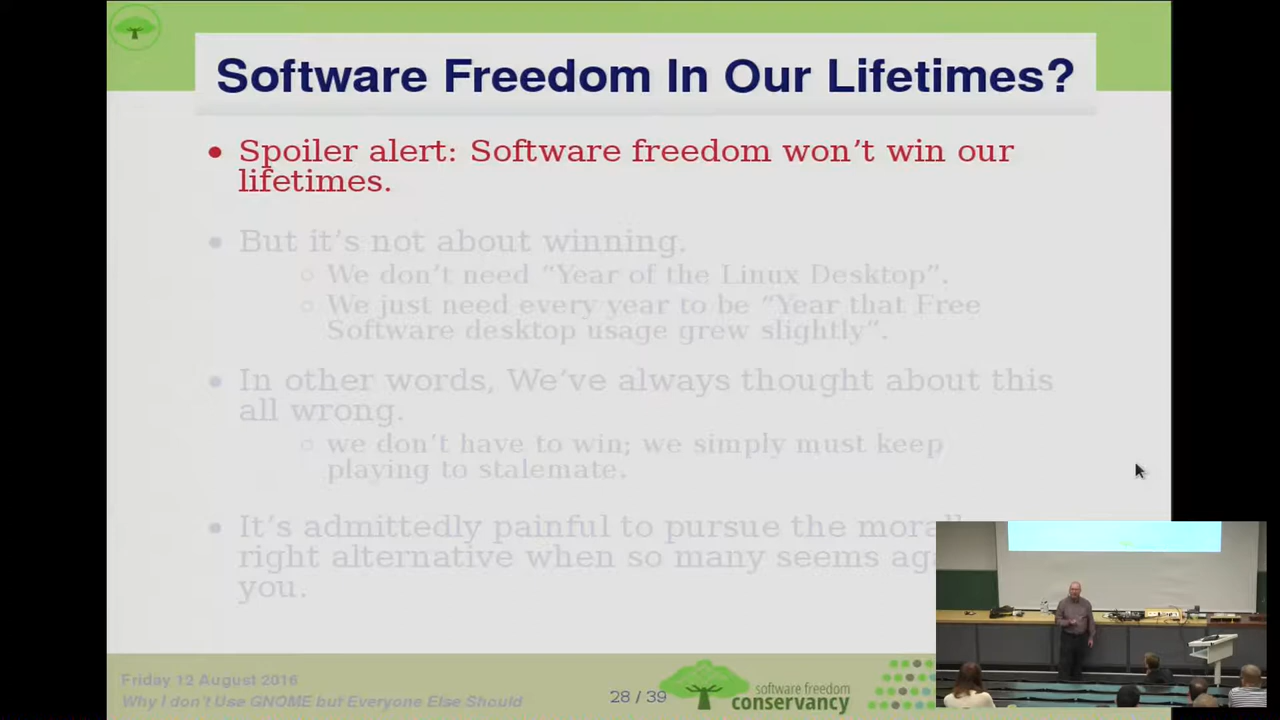 Software Freedom In Our Lifetimes?
• Spoiler alert: Software freedom won't win our
lifetimes.
• But it's not about winning.
○ We don't need “Year of the Linux Desktop”.
○ We just need every year to be “Year that Free
Software desktop usage grew slightly”.
• In other words, We've always thought about this
all wrong.
○ we don't have to win; we simply must keep
playing to stalemate.
• It's admittedly painful to pursue the
right alternative when so many seems
you.
Friday 12 August 2016
Why I don't Use GNOME but Everyone Else Should
28 / 39
software freedom
conservancy